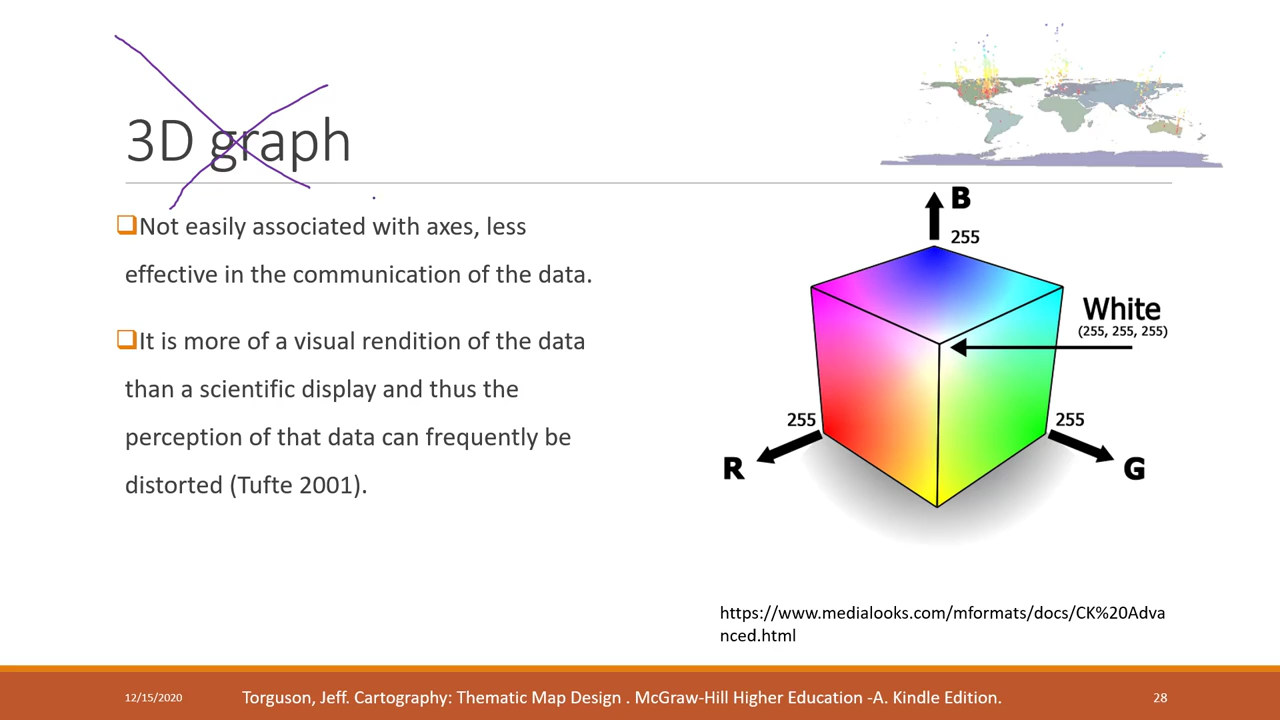 3D graph
Not easily associated with axes, less
effective in the communication of the data.
It is more of a visual rendition of the data
than a scientific display and thus the
perception of that data can frequently be
distorted (Tufte 2001).
B
255
White
(255, 255, 255)
255
255
R
G
https://www.medialooks.com/mformats/docs/CK%20Adva
nced.html
12/15/2020
Torguson, Jeff. Cartography: Thematic Map Design . McGraw-Hill Higher Education -A. Kindle Edition.
28